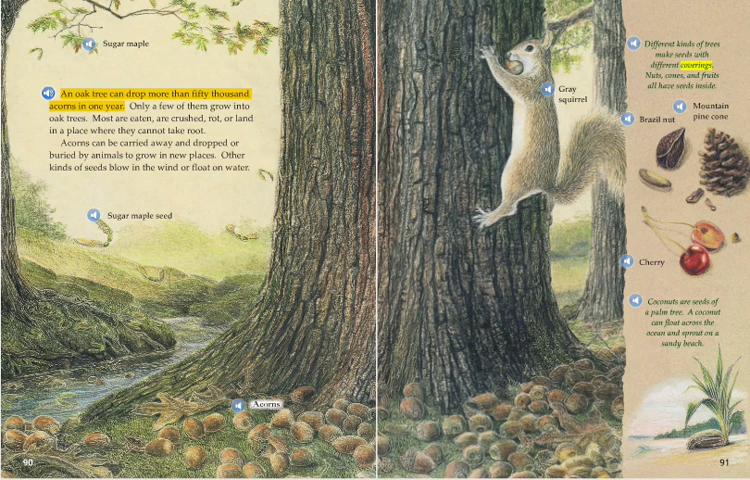 Sugar maple
An oak tree can drop more than fifty thousand
acorns in one year. Only a few of them grow into
oak trees. Most are eaten, are crushed, rot, or land
in a place where they cannot take root.
Acorns can be carried away and dropped or
buried by animals to grow in new places. Other
kinds of seeds blow in the wind or float on water.
Sugar maple seed
Acorns
90
Gray
squirrel
Different kinds of trees
make seeds with
different coverings.
Nuts, cones, and fruits
all have seeds inside.
Mountain
pine cone
Brazil nut
Cherry
Coconuts are seeds of
a palm tree. A coconut
can float across the
ocean and sprout on a
sandy beach.
91